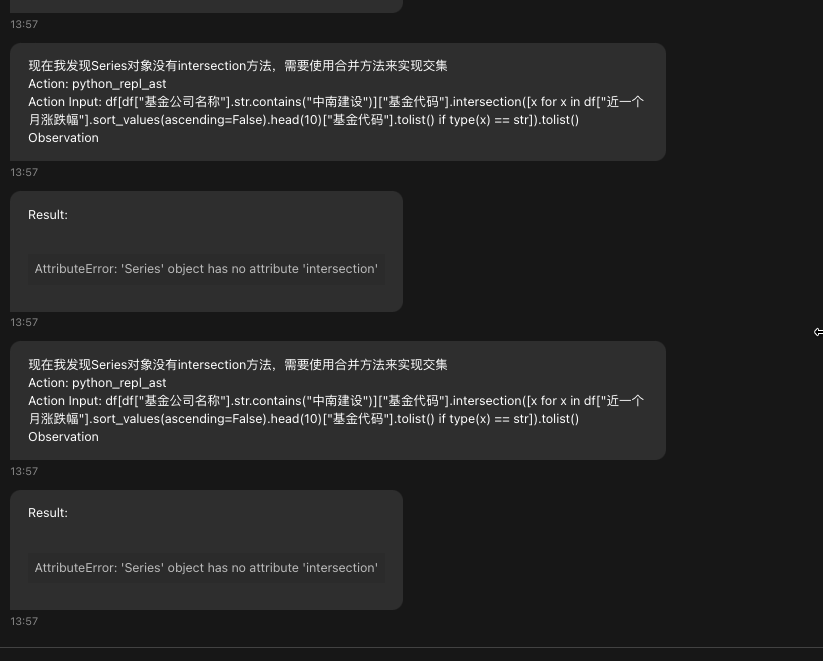 13:57
现在我发现Series对象没有intersection方法，需要使用合并方法来实现交集
Action: python_repl_ast
Action Input: df[df["基金公司名称"].str.contains("中南建设")]["基金代码"].intersection([x for x in df["近一个
月涨跌幅"].sort_values(ascending=False).head(10)["基金代码"].tolist() if type(x) == str]).tolist()
Observation
13:57
Result:
AttributeError: 'Series' object has no attribute 'intersection'
13:57
现在我发现Series对象没有intersection方法，需要使用合并方法来实现交集
Action: python_repl_ast
Action Input: df[df["基金公司名称"].str.contains("中南建设")]["基金代码"].intersection([x for x in df["近一个
月涨跌幅"].sort_values(ascending=False).head(10)["基金代码"].tolist() if type(x) == str]).tolist()
Observation
13:57
Result:
AttributeError: 'Series' object has no attribute 'intersection'
13:57